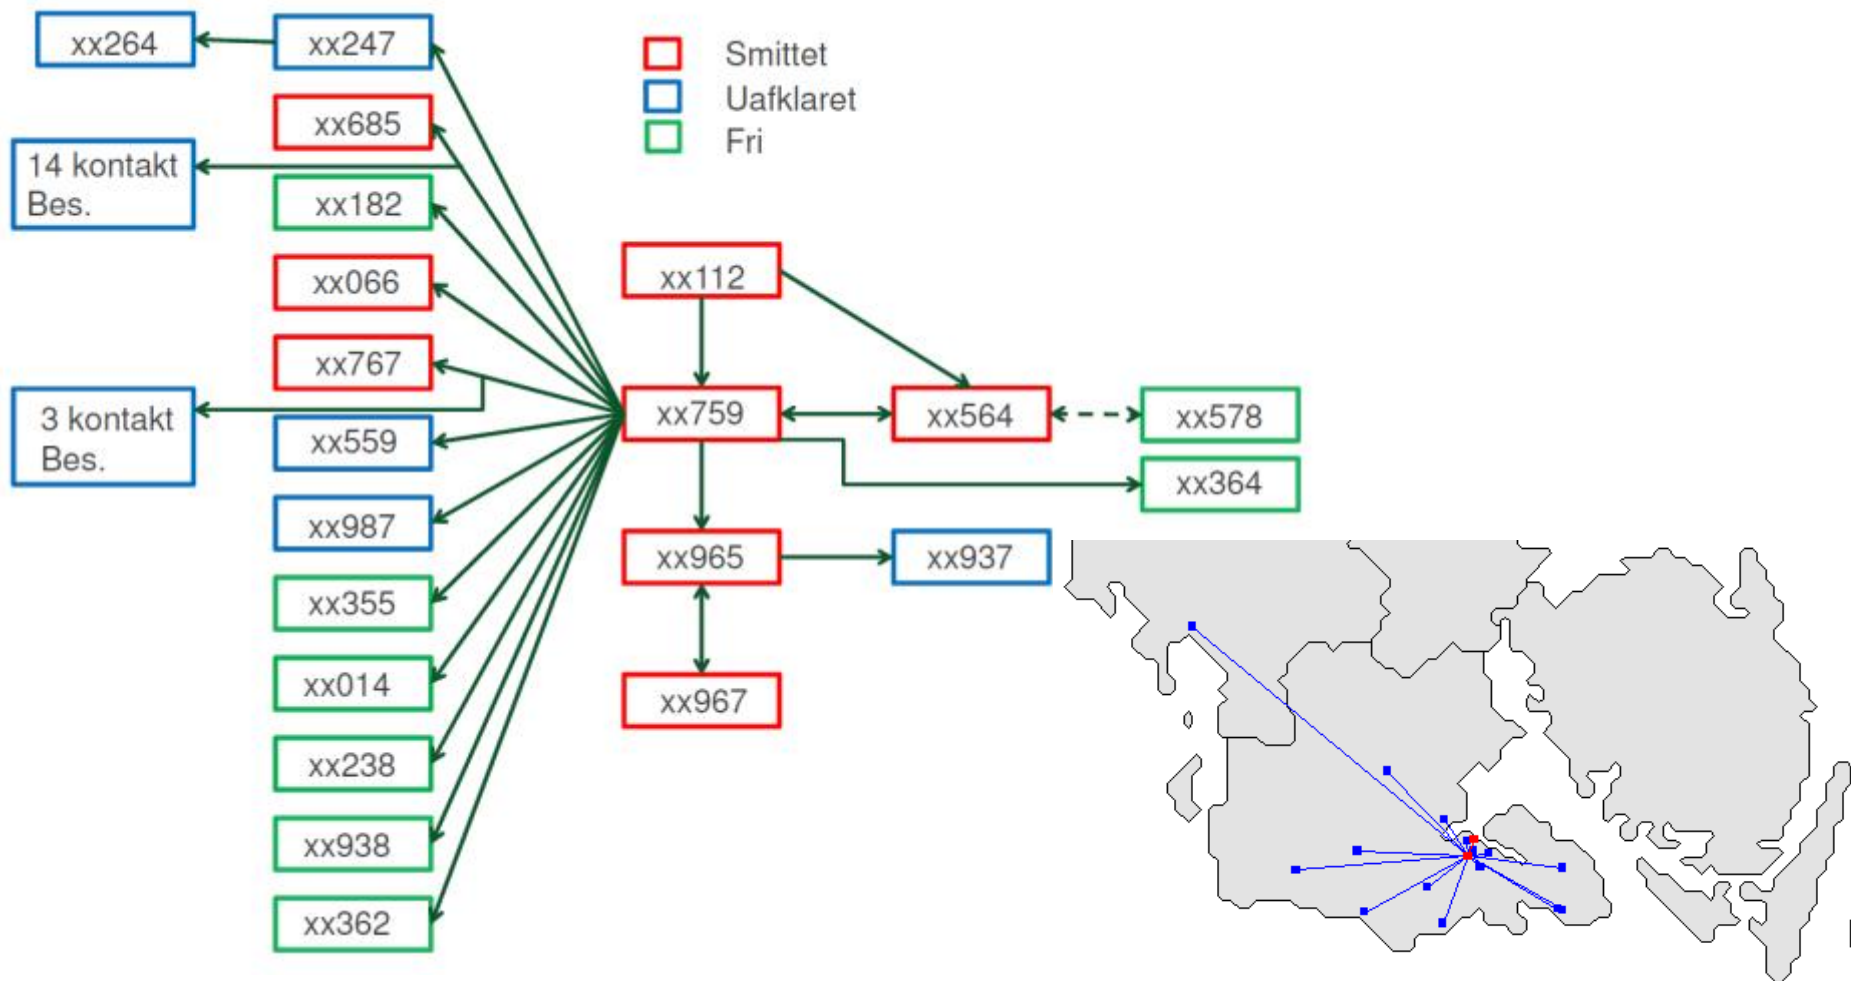 xx264
xx247
Smittet
Uafklaret
Fri
xx685
14 kontakt
Bes.
xx182
xx066
xx112
xx767
3 kontakt
Bes.
xx759
xx564
xx578
xx559
xx364
xx987
xx965
xx937
xx355
xx014
xx967
xx238
xx938
xx362